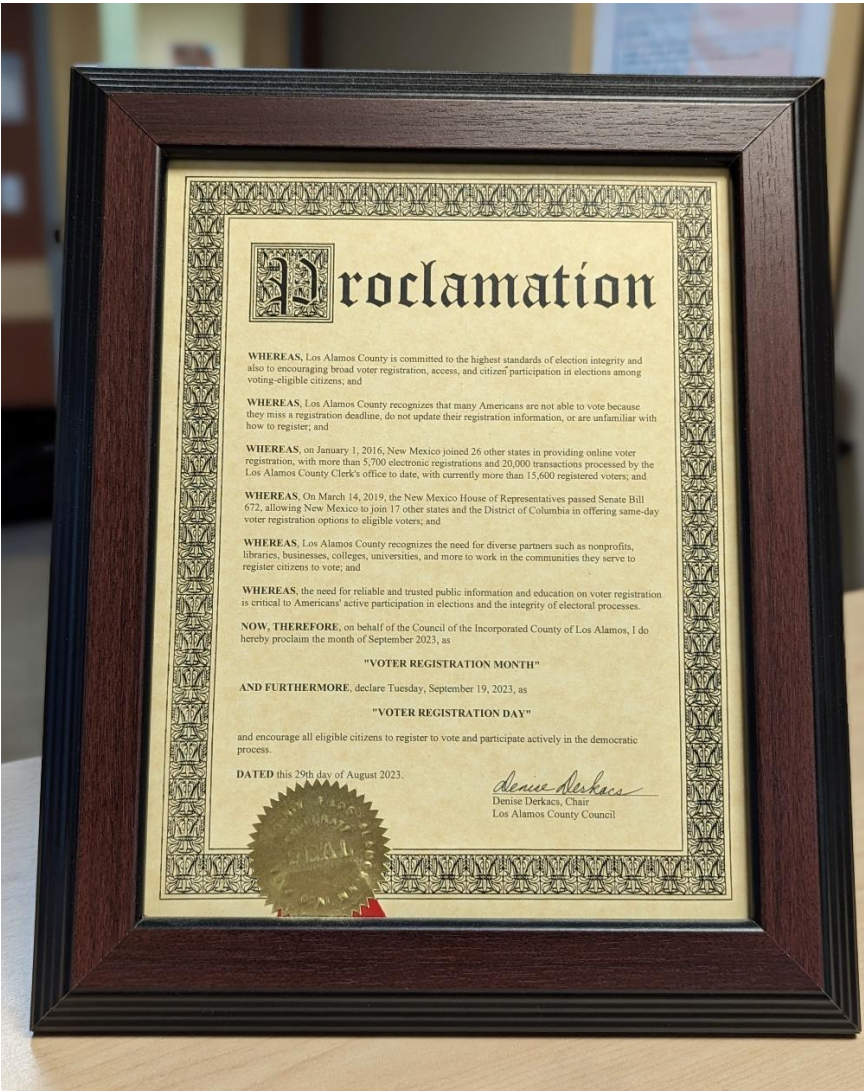 Proclamation
WHEREAS, Los Alamos County is committed to the highest standards of election integrity and
also to encouraging broad voter registration, access, and citizen participation in elections among
voting-eligible citizens; and
WHEREAS, Los Alamos County recognizes that many Americans are not able to vote because
they miss a registration deadline, do not update their registration information, or are unfamiliar with
how to register; and
WHEREAS, on January 1, 2016, New Mexico joined 26 other states in providing online voter
registration, with more than 5,700 electronic registrations and 20,000 transactions processed by the
Los Alamos County Clerk's office to date, with currently more than 15,600 registered voters; and
WHEREAS, On March 14, 2019, the New Mexico House of Representatives passed Senate Bill
672, allowing New Mexico to join 17 other states and the District of Columbia in offering same-day
voter registration options to eligible voters; and
WHEREAS, Los Alamos County recognizes the need for diverse partners such as nonprofits,
libraries, businesses, colleges, universities, and more to work in the communities they serve to
register citizens to vote; and
WHEREAS, the need for reliable and trusted public information and education on voter registration
is critical to Americans' active participation in elections and the integrity of electoral processes.
NOW, THEREFORE, on behalf of the Council of the Incorporated County of Los Alamos, I do
hereby proclaim the month of September 2023, as
"VOTER REGISTRATION MONTH"
AND FURTHERMORE, declare Tuesday, September 19, 2023, as
"VOTER REGISTRATION DAY"
and encourage all eligible citizens to register to vote and participate actively in the democratic
process.
DATED this 29th day of August 2023.
Denise Derkacs
Denise Derkacs, Chair
Los Alamos County Council
SEAL